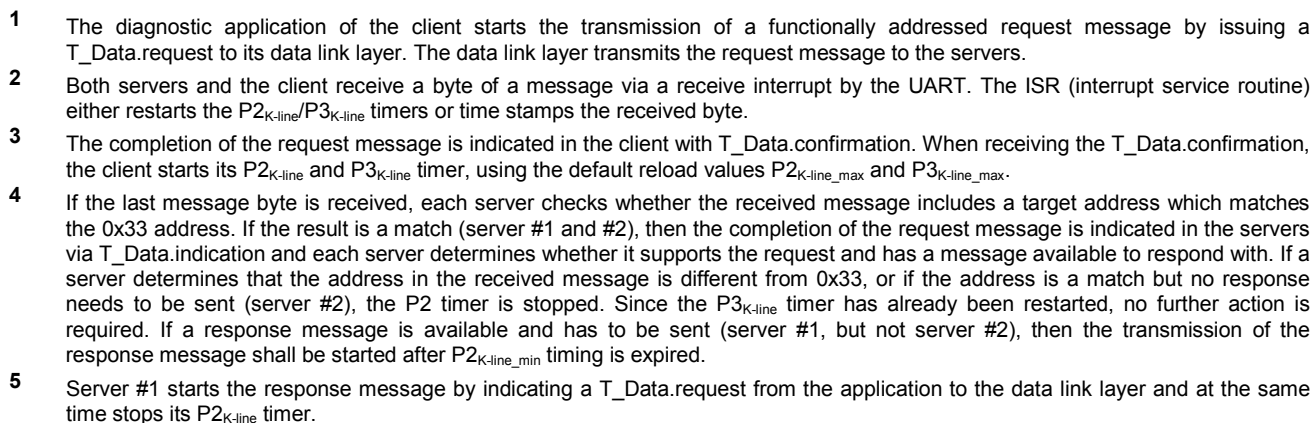 1 The diagnostic application of the client starts the transmission of a functionally addressed request message by issuing a
T_Data.request to its data link layer. The data link layer transmits the request message to the servers.
2 Both servers and the client receive a byte of a message via a receive interrupt by the UART. The ISR (interrupt service routine)
either restarts the P2K-line/P3K-line timers or time stamps the received byte.
3 The completion of the request message is indicated in the client with T_Data.confirmation. When receiving the T_Data.confirmation,
the client starts its P2K-line and P3K-line timer, using the default reload values P2K-line_max and P3K-line_max.
4 If the last message byte is received, each server checks whether the received message includes a target address which matches
the 0x33 address. If the result is a match (server #1 and #2), then the completion of the request message is indicated in the servers
via T_Data.indication and each server determines whether it supports the request and has a message available to respond with. If a
server determines that the address in the received message is different from 0x33, or if the address is a match but no response
needs to be sent (server #2), the P2 timer is stopped. Since the P3K-line timer has already been restarted, no further action is
required. If a response message is available and has to be sent (server #1, but not server #2), then the transmission of the
response message shall be started after P2K-line_min timing is expired.
5 Server #1 starts the response message by indicating a T_Data.request from the application to the data link layer and at the same
time stops its P2K-line timer.